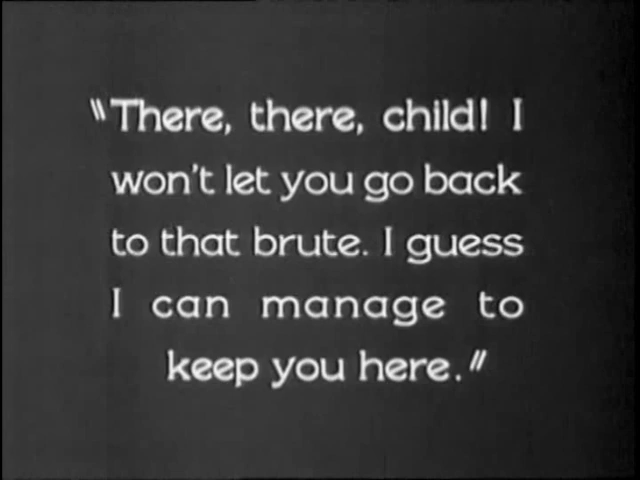 "There, there, child! I
won't let you go back
to that brute. I guess
I can manage to
keep you here."